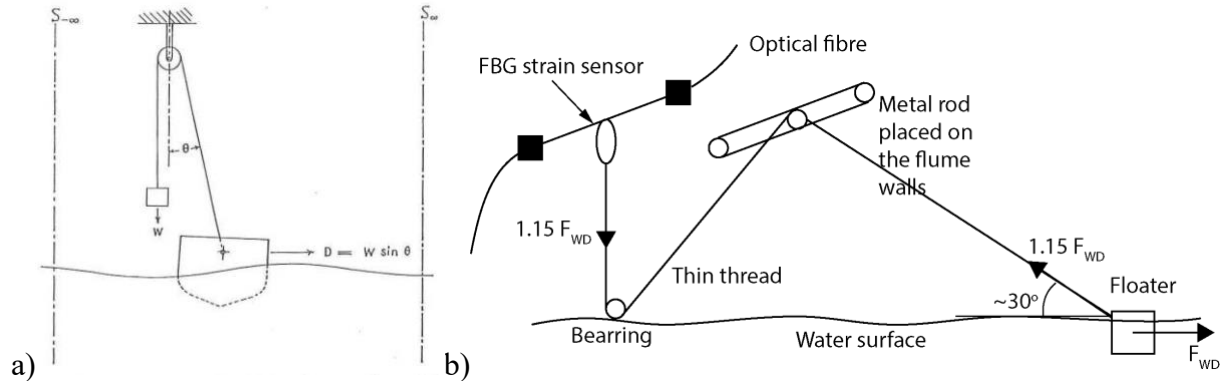 S-∞
S∞
θ
W
D = W sin θ
a)
Optical fibre
FBG strain sensor
Metal rod
placed on
the flume
walls
1.15 F_WD
1.15 F_WD
Thin thread
Floater
~30°
Bearring
Water surface
F_WD
b)